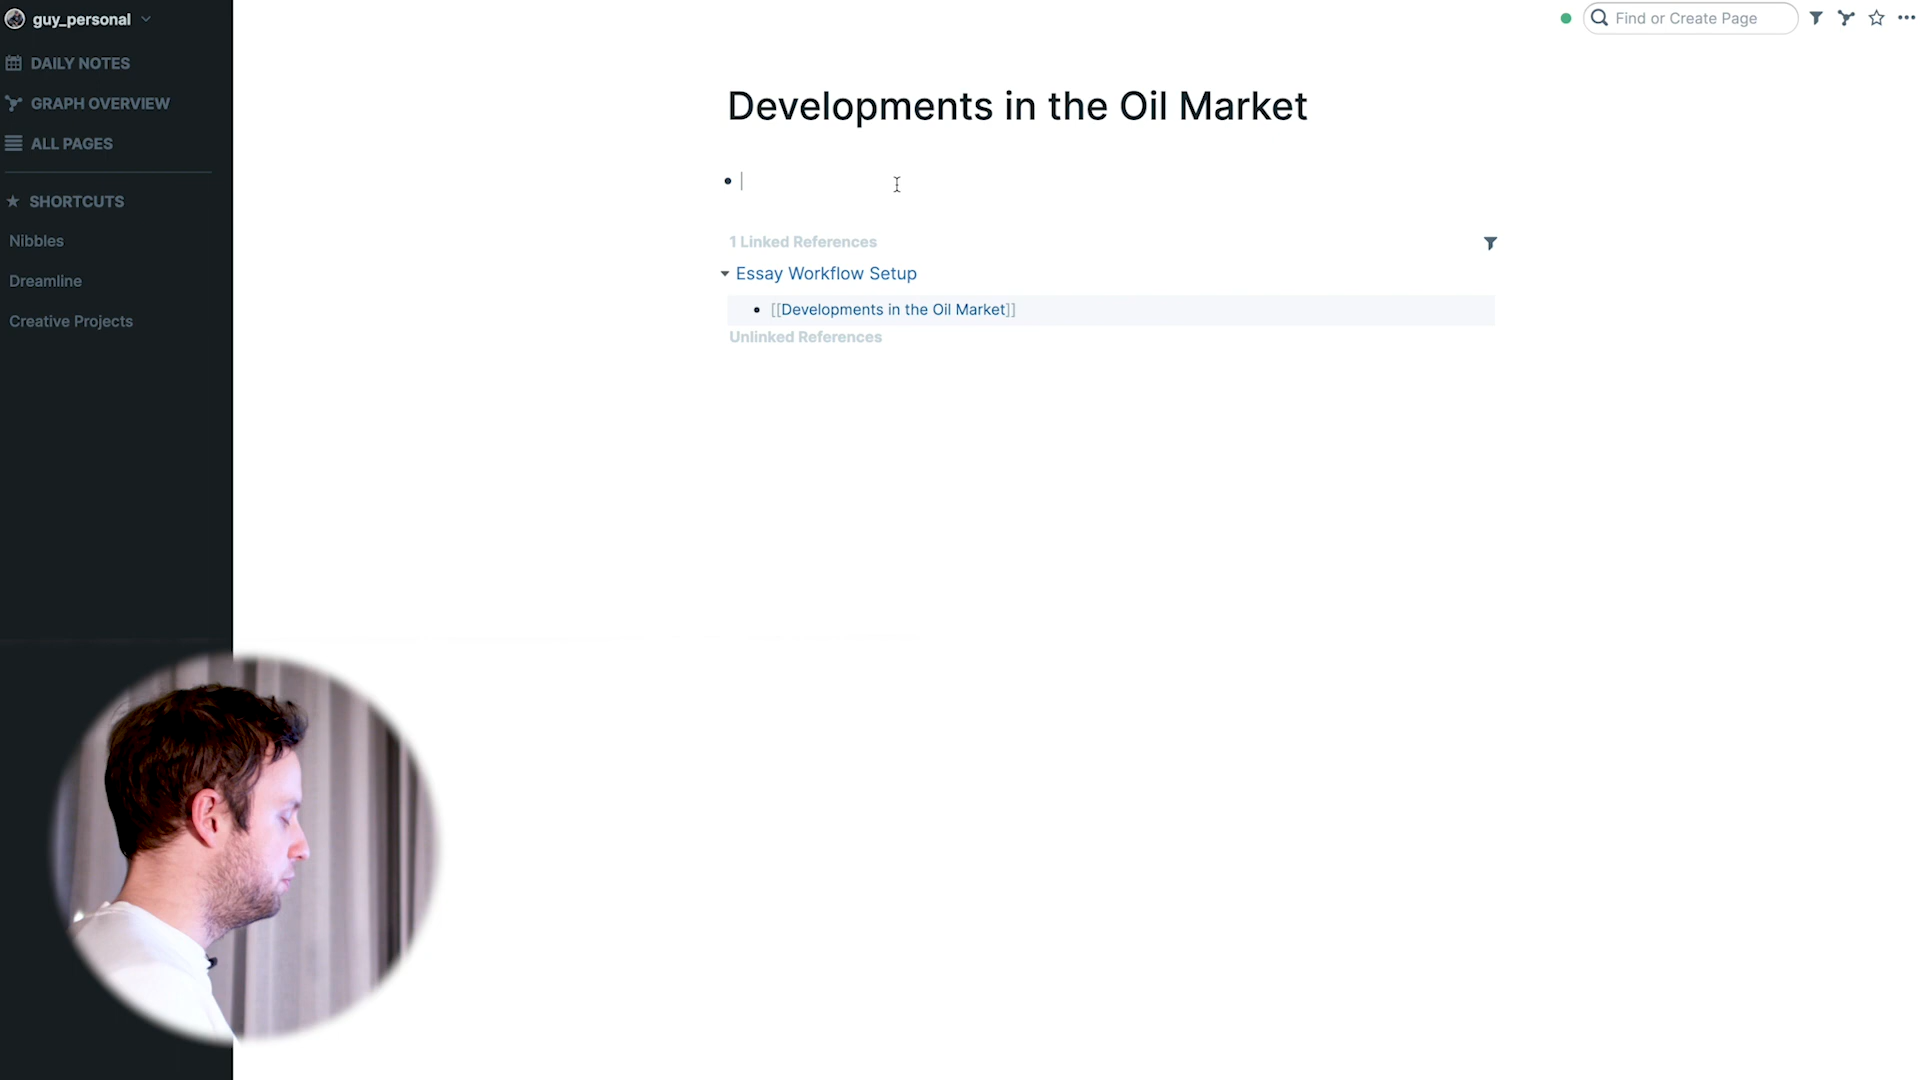 guy_personal
Find or Create Page
DAILY NOTES
GRAPH OVERVIEW
ALL PAGES
SHORTCUTS
Nibbles
Dreamline
Creative Projects
Developments in the Oil Market
1 Linked References
Essay Workflow Setup
[[Developments in the Oil Market]]
Unlinked References